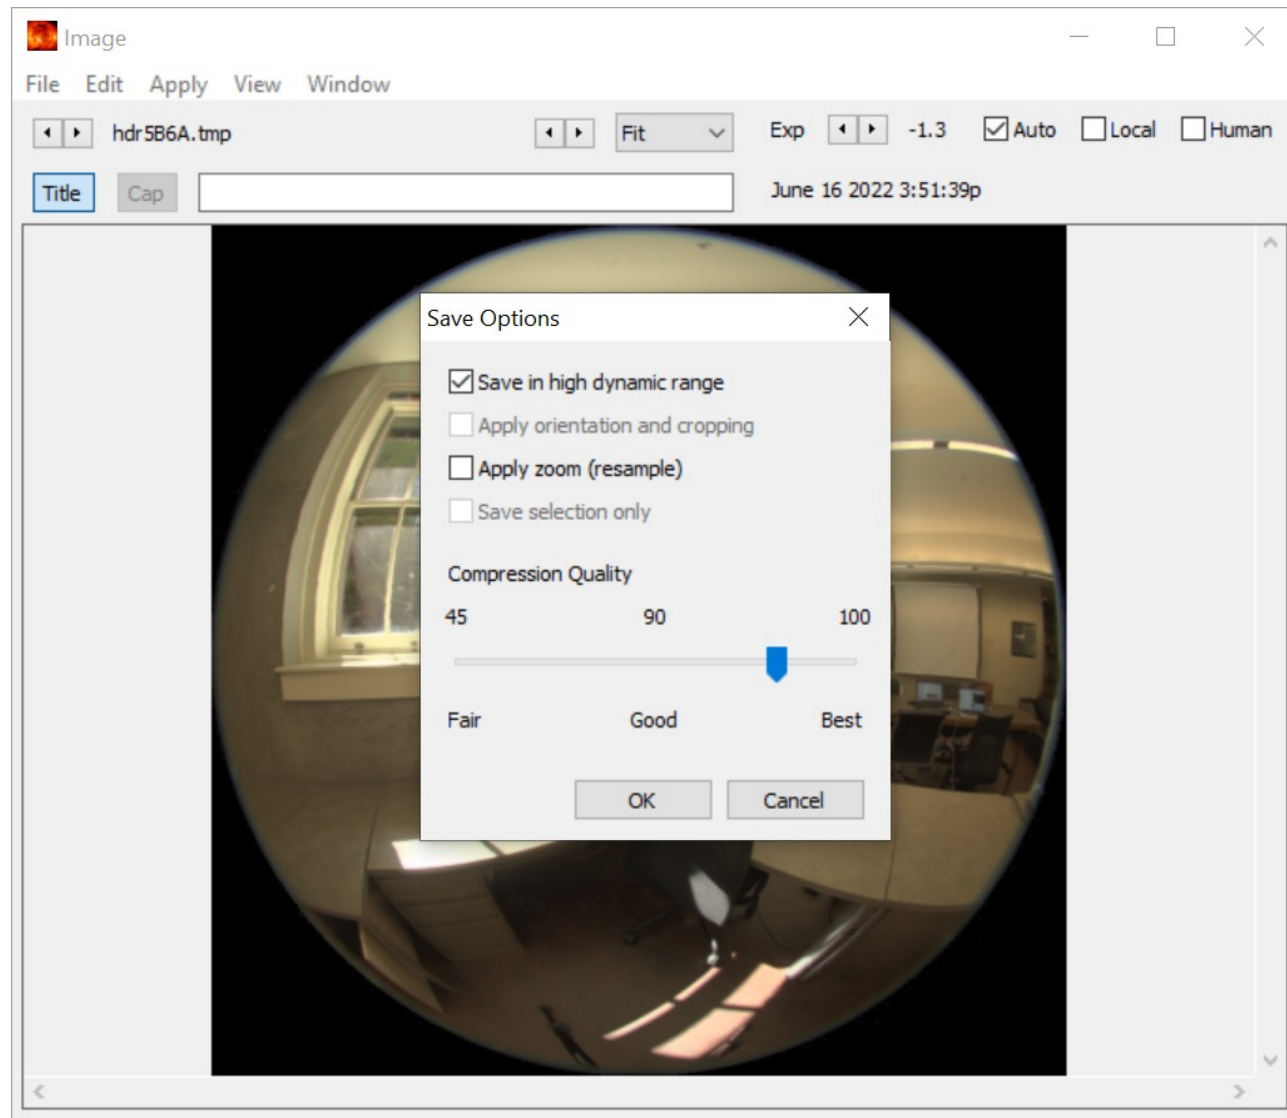 Image
File Edit Apply View Window
hdr5B6A.tmp Fit Exp -1.3 Auto Local Human
Title Cap June 16 2022 3:51:39p
Save Options
Save in high dynamic range
Apply orientation and cropping
Apply zoom (resample)
Save selection only
Compression Quality
45 90 100
Fair Good Best
OK Cancel